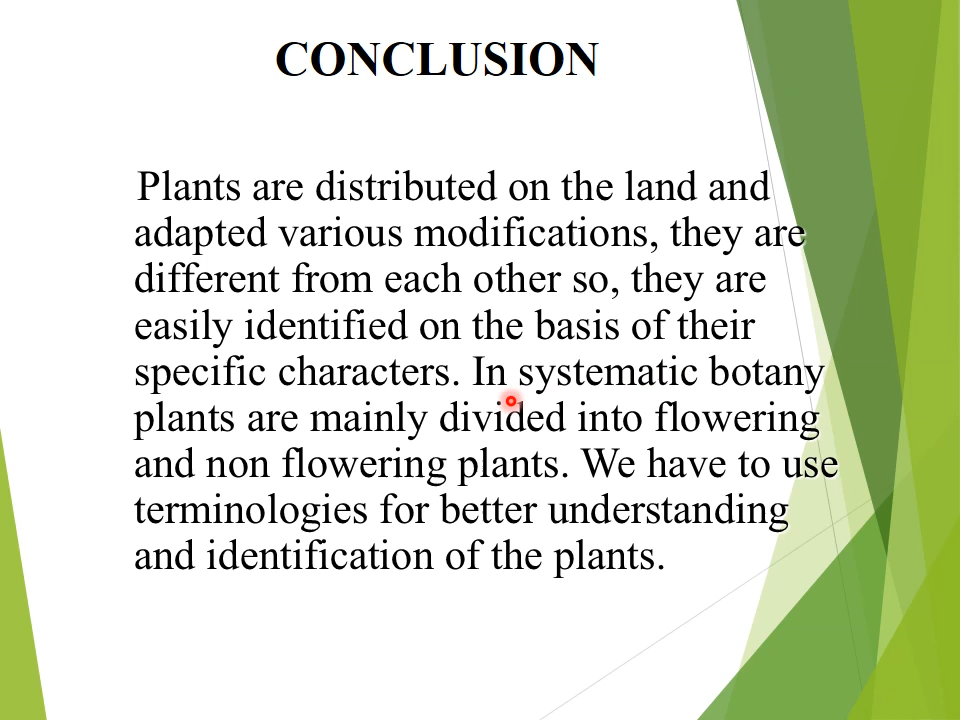 CONCLUSION
Plants are distributed on the land and
adapted various modifications, they are
different from each other so, they are
easily identified on the basis of their
specific characters. In systematic botany
plants are mainly divided into flowering
and non flowering plants. We have to use
terminologies for better understanding
and identification of the plants.